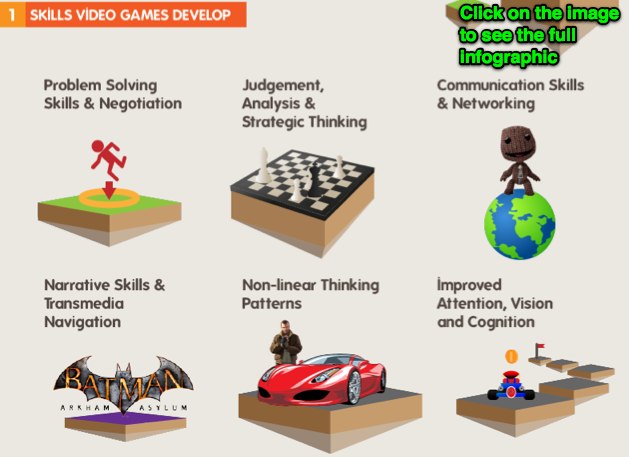 1 SKİLLS VİDEO GAMES DEVELOP
Click on the image
to see the full
infographic
Problem Solving
Skills & Negotiation
Judgement,
Analysis &
Strategic Thinking
Communication Skills
& Networking
Narrative Skills &
Transmedia
Navigation
Non-linear Thinking
Patterns
İmproved
Attention, Vision
and Cognition
BATMAN
ARKHAM ASYLUM